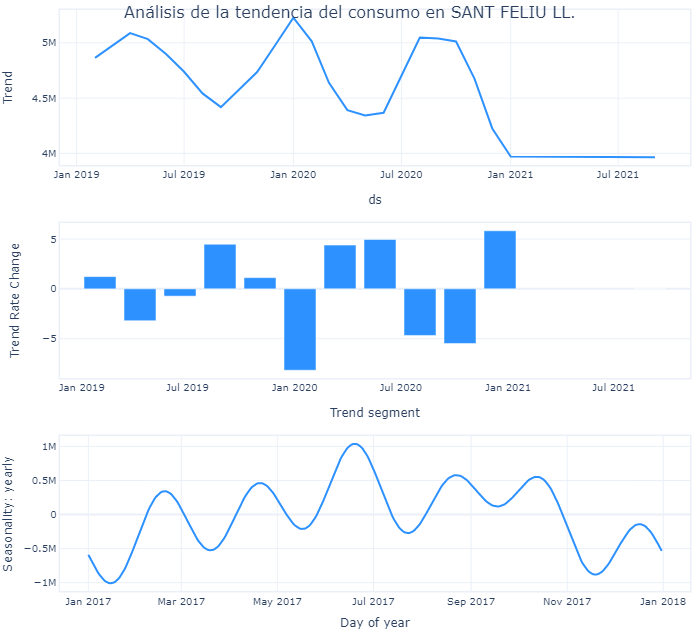 Análisis de la tendencia del consumo en SANT FELIU LL.
Trend
5M
4.5M
4M
Jan 2019 Jul 2019 Jan 2020 Jul 2020 Jan 2021 Jul 2021
ds
Trend Rate Change
5
0
−5
Jan 2019 Jul 2019 Jan 2020 Jul 2020 Jan 2021 Jul 2021
Trend segment
Seasonality: yearly
1M
0.5M
0
−0.5M
−1M
Jan 2017 Mar 2017 May 2017 Jul 2017 Sep 2017 Nov 2017 Jan 2018
Day of year